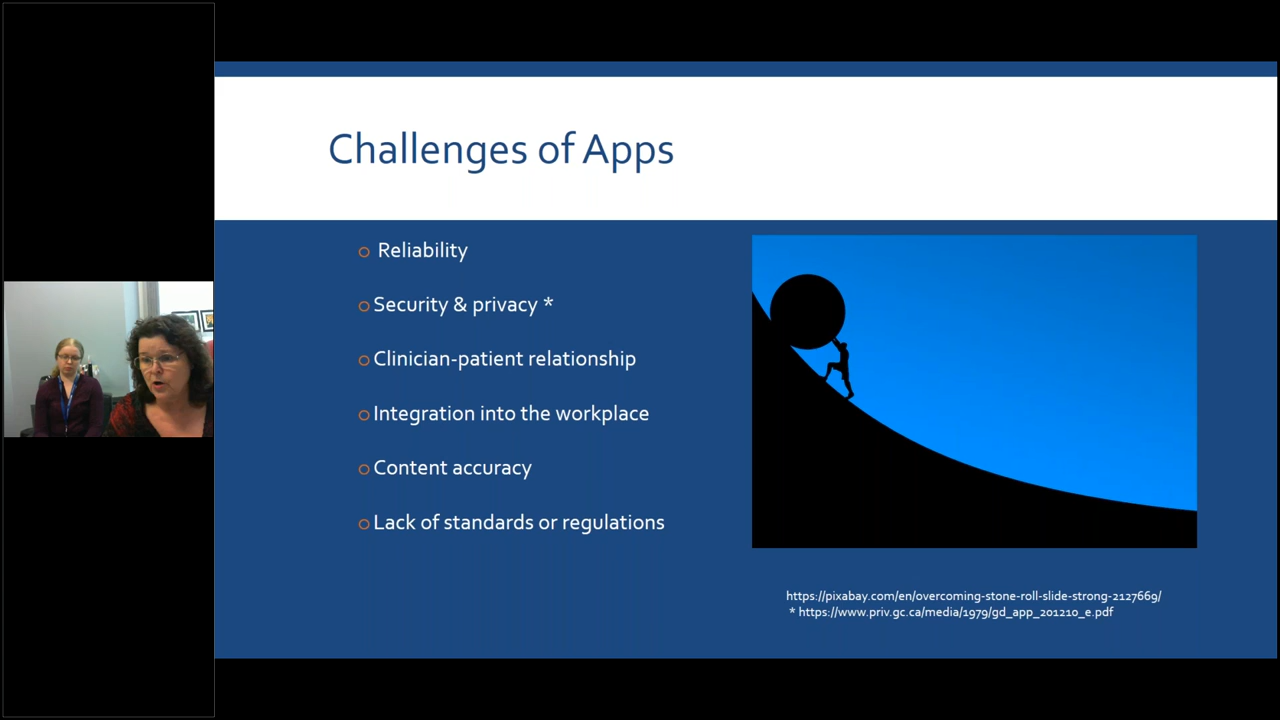 Challenges of Apps
Reliability
Security & privacy *
Clinician-patient relationship
Integration into the workplace
Content accuracy
Lack of standards or regulations
https://pixabay.com/en/overcoming-stone-roll-slide-strong-2127669/
* https://www.priv.gc.ca/media/1979/gd_app_201210_e.pdf